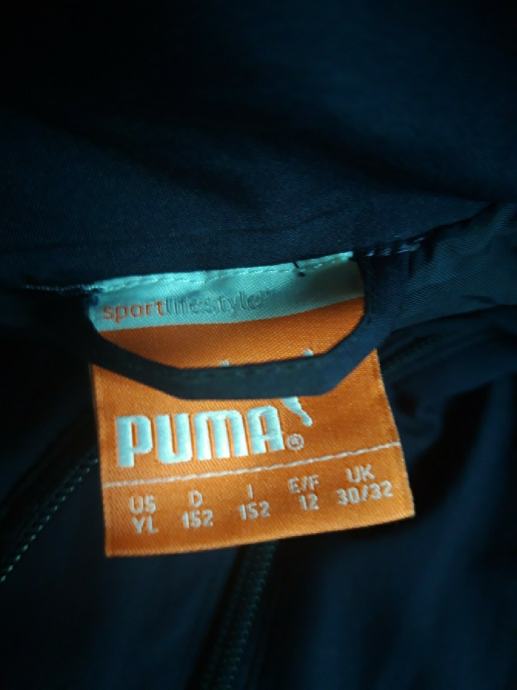 sportlifestyle
PUMA®
US D I E/F UK
YL 152 152 12 30/32